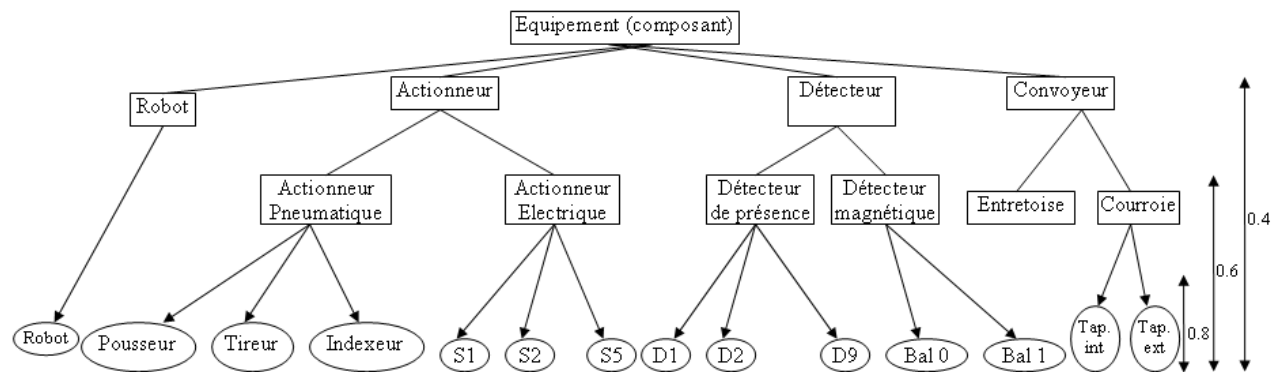 Equipement (composant)
Robot
Actionneur
Détecteur
Convoyeur
Actionneur
Pneumatique
Actionneur
Electrique
Détecteur
de présence
Détecteur
magnétique
Entretoise
Courroie
0.4
0.6
0.8
Robot
Pousseur
Tireur
Indexeur
S1
S2
S5
D1
D2
D9
Bal 0
Bal 1
Tap.
int
Tap.
ext